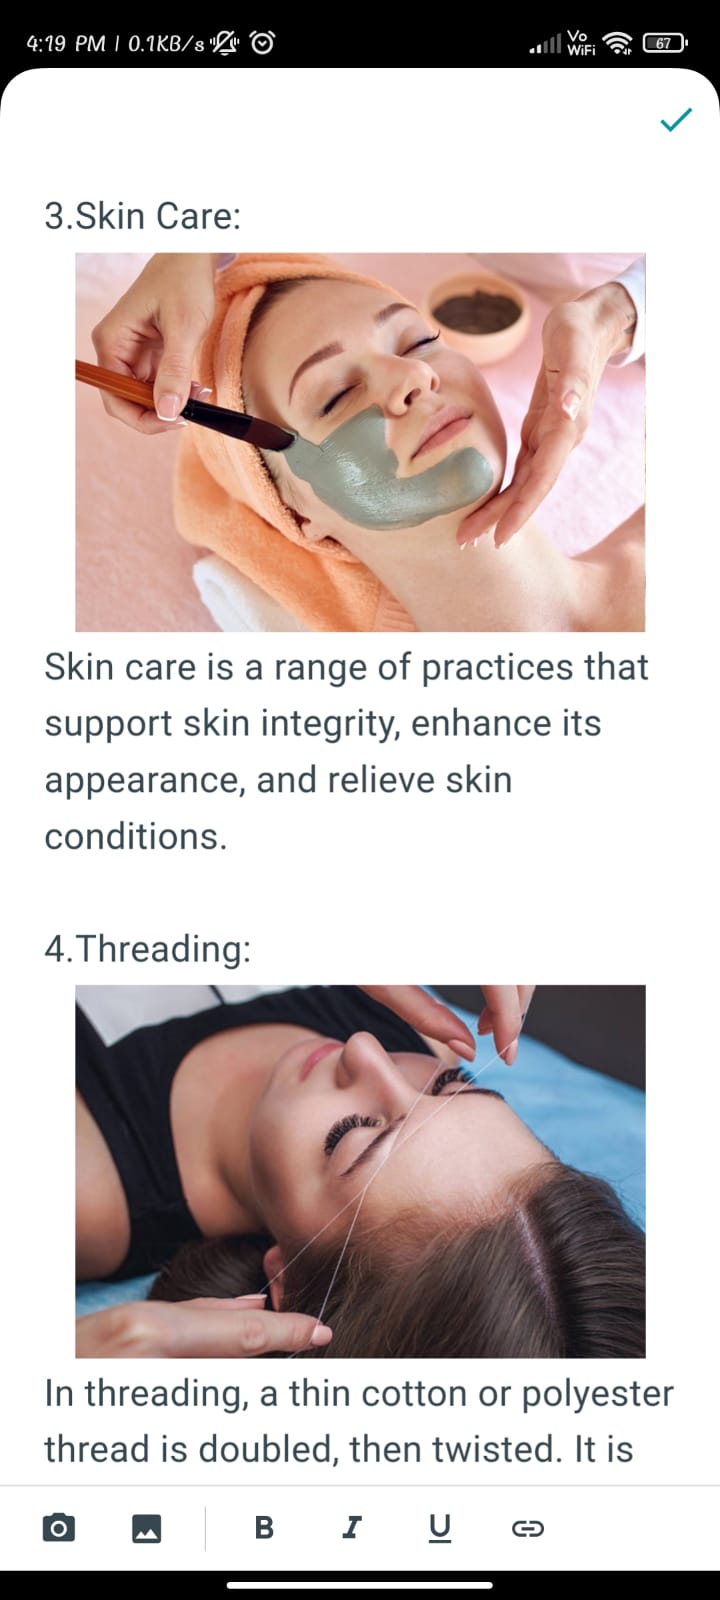 4:19 PM | 0.1KB/s
Vo
WiFi
67
3.Skin Care:
Skin care is a range of practices that
support skin integrity, enhance its
appearance, and relieve skin
conditions.
4.Threading:
In threading, a thin cotton or polyester
thread is doubled, then twisted. It is
B I U